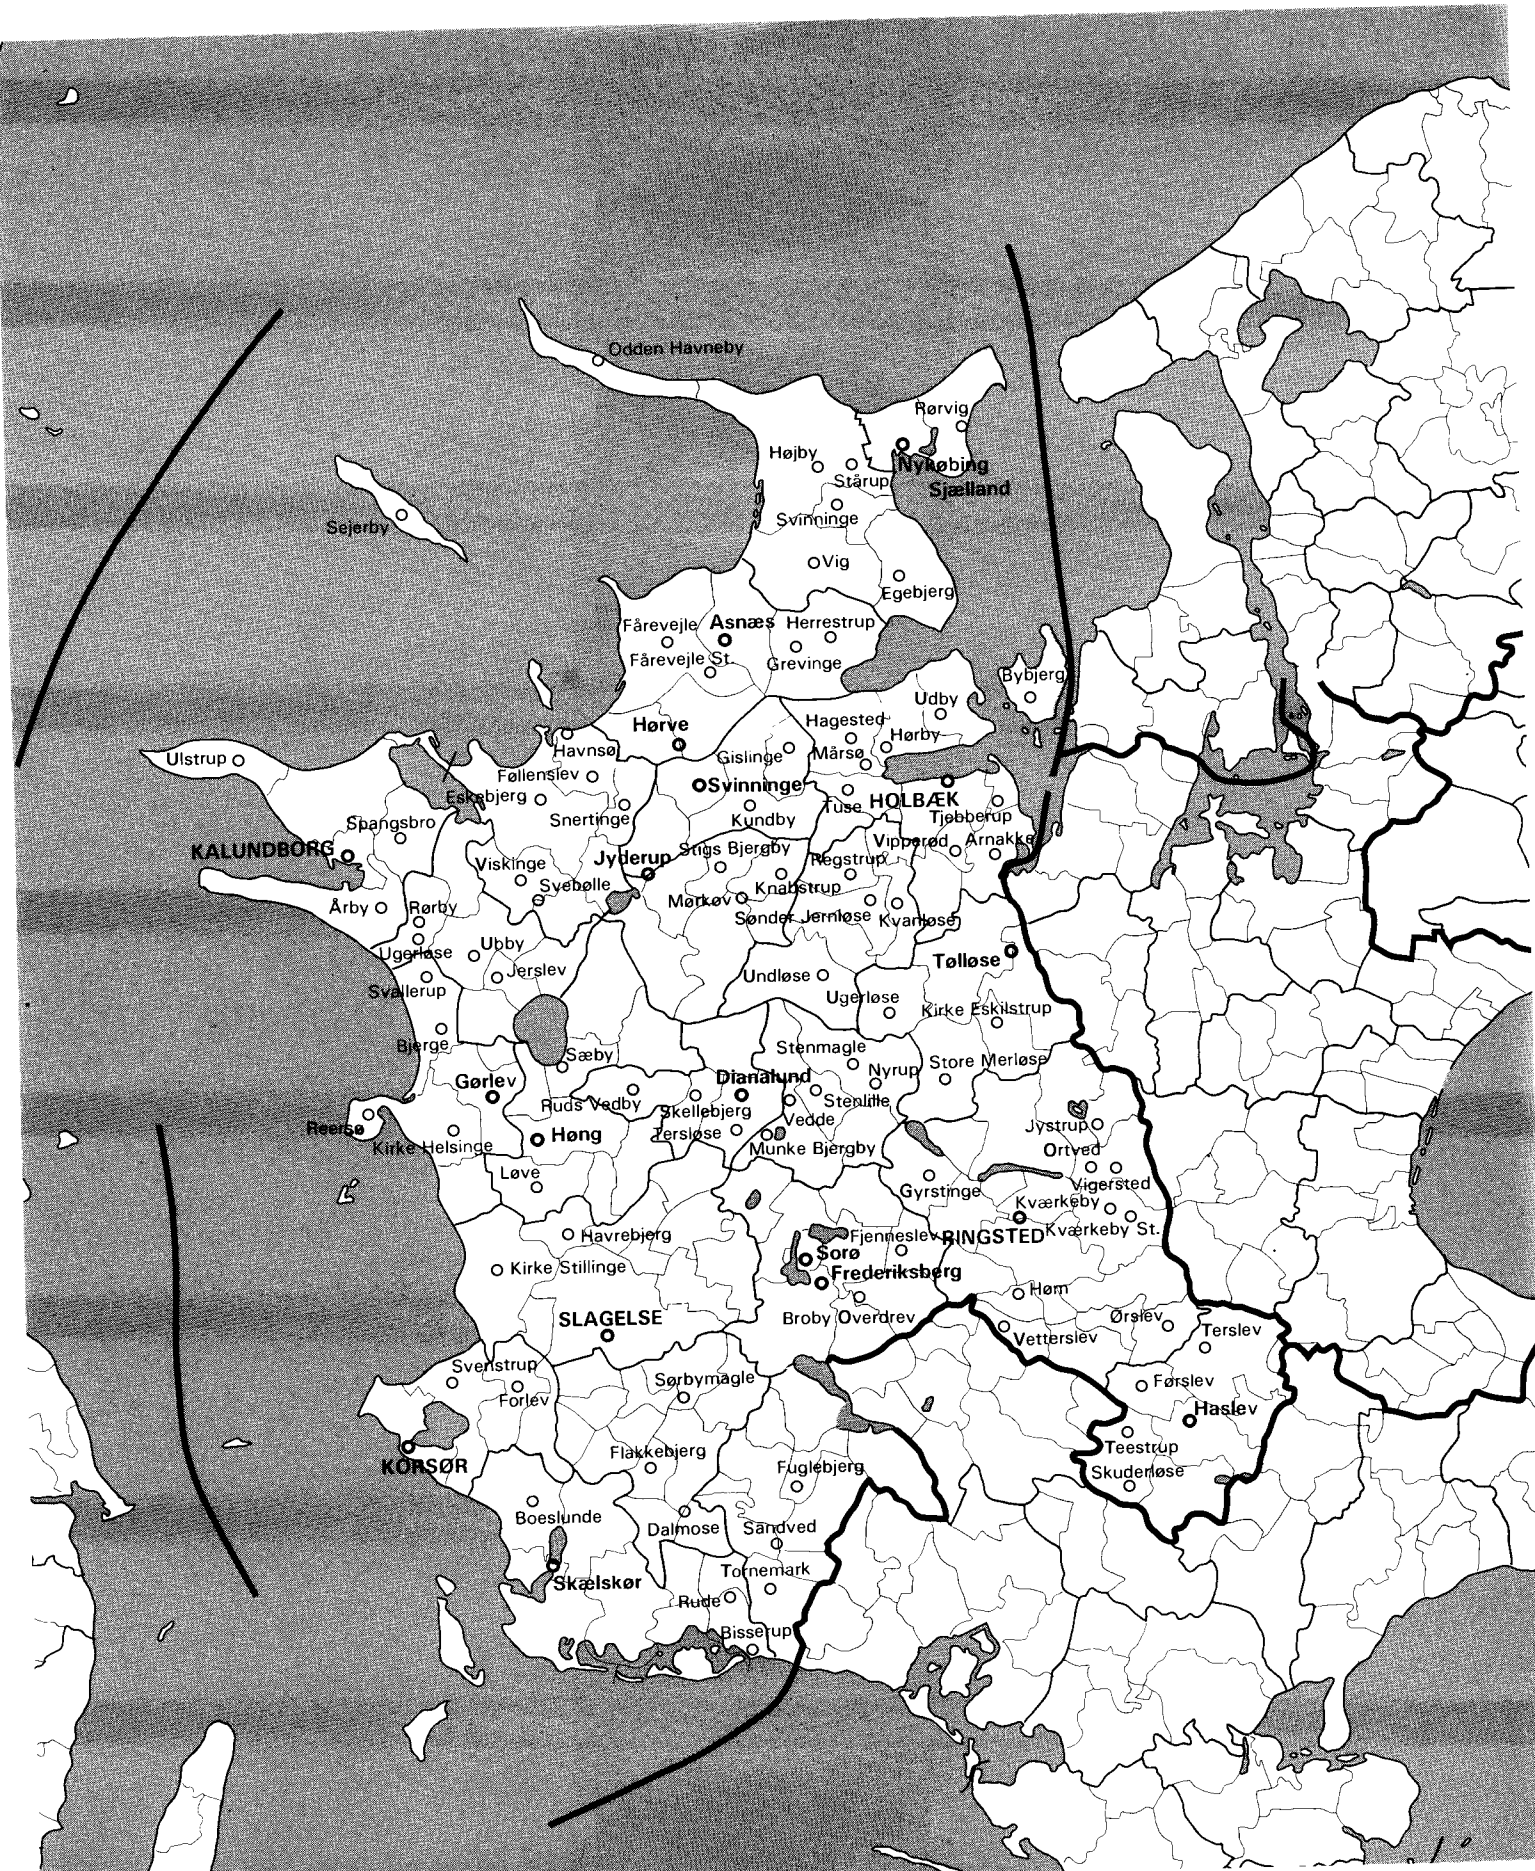 Odden Havneby
Rørvig
Højby
Nykøbing
Sjælland
Stårup
Svinninge
Sejerby
Vig
Egebjerg
Fårevejle
Asnæs
Herrestrup
Fårevejle St.
Grevinge
Bybjerg
Udby
Hagested
Hørve
Hørby
Havnsø
Gislinge
Mårsø
Ulstrup
Føllenslev
Svinninge
Eskebjerg
Tuse
HOLBÆK
Snertinge
Kundby
Tjebberup
Spangsbro
KALUNDBORG
Vipperød
Arnakke
Stigs Bjergby
Jyderup
Regstrup
Viskinge
Svebølle
Knabstrup
Mørkøv
Årby
Rørby
Sønder Jernløse
Kvanløse
Ubby
Ugerløse
Tølløse
Jerslev
Undløse
Svallerup
Ugerløse
Kirke Eskilstrup
Bjerge
Stenmagle
Sæby
Store Merløse
Nyrup
Gørlev
Dianalund
Ruds Vedby
Stenlille
Skellebjerg
Vedde
Reersø
Jystrup
Høng
Tersløse
Kirke Helsinge
Munke Bjergby
Ortved
Løve
Vigersted
Gyrstinge
Kværkeby
Havrebjerg
Fjenneslev
RINGSTED
Kværkeby St.
Sorø
Kirke Stillinge
Frederiksberg
Høm
SLAGELSE
Broby Overdrev
Ørslev
Terslev
Vetterslev
Svenstrup
Sørbymagle
Førslev
Forlev
Haslev
Teestrup
Flakkebjerg
KORSØR
Fuglebjerg
Skuderløse
Boeslunde
Dalmose
Sandved
Tornemark
Skælskør
Rude
Bisserup